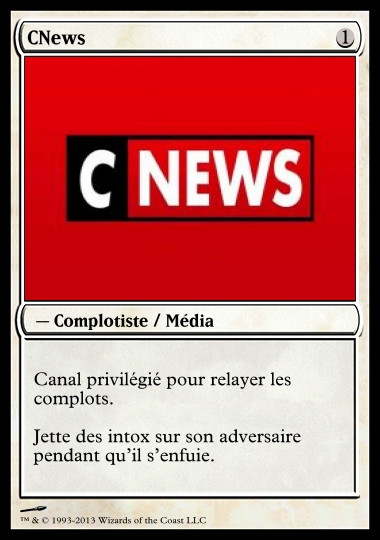 CNews 1
C NEWS
— Complotiste / Média
Canal privilégié pour relayer les
complots.
Jette des intox sur son adversaire
pendant qu'il s'enfuie.
™ & © 1993-2013 Wizards of the Coast LLC